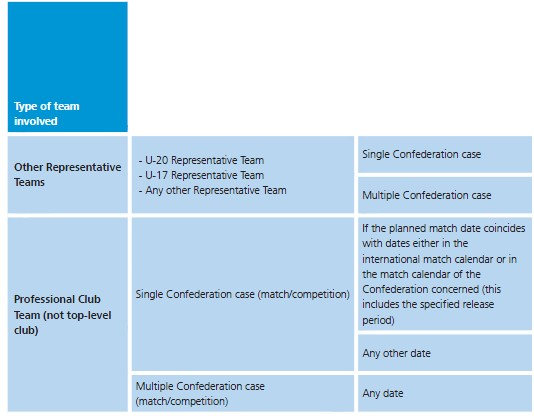 Type of team
involved
Other Representative
Teams
- U-20 Representative Team
- U-17 Representative Team
- Any other Representative Team
Single Confederation case
Multiple Confederation case
Professional Club
Team (not top-level
club)
Single Confederation case (match/competition)
If the planned match date coincides
with dates either in the
international match calendar or in
the match calendar of the
Confederation concerned (this
includes the specified release
period)
Any other date
Multiple Confederation case
(match/competition)
Any date